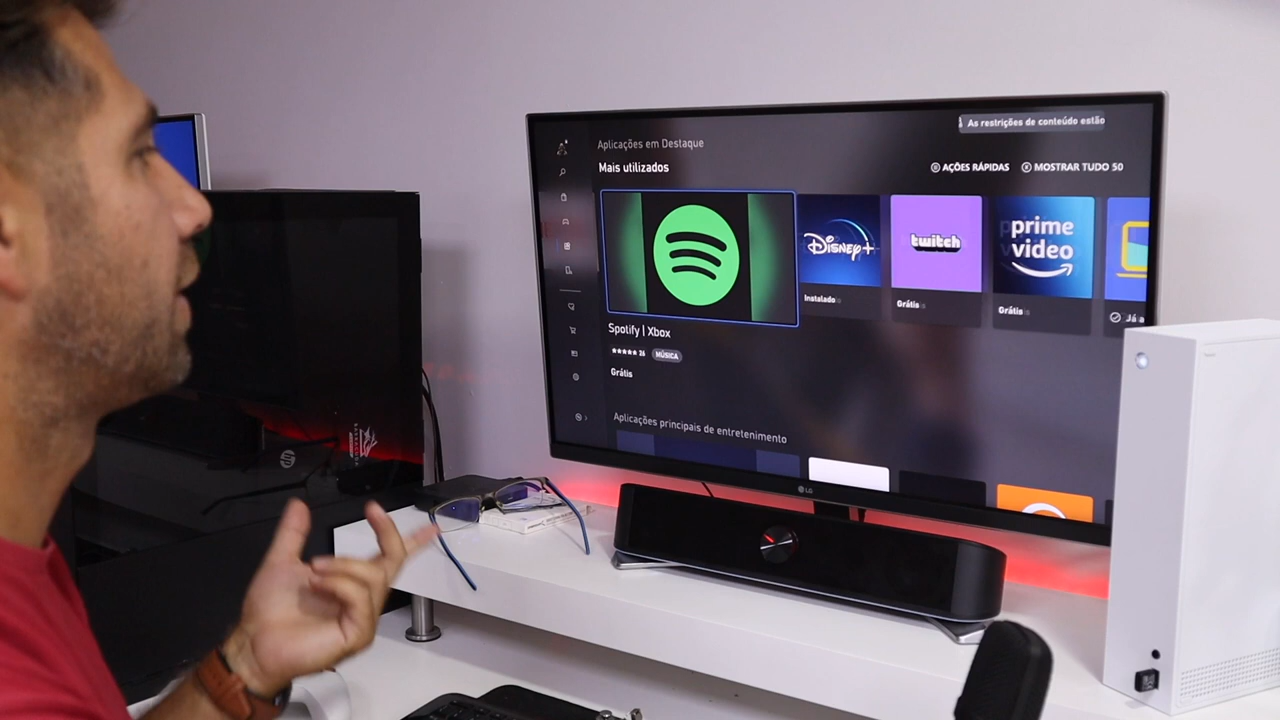 As restrições de conteúdo estão
Aplicações em Destaque
Mais utilizados
AÇÕES RÁPIDAS
MOSTRAR TUDO 50
Disney+
twitch
prime video
Instalado
Grátis
Grátis
Já a
Spotify | Xbox
26
MÚSICA
Grátis
Aplicações principais de entretenimento
LG